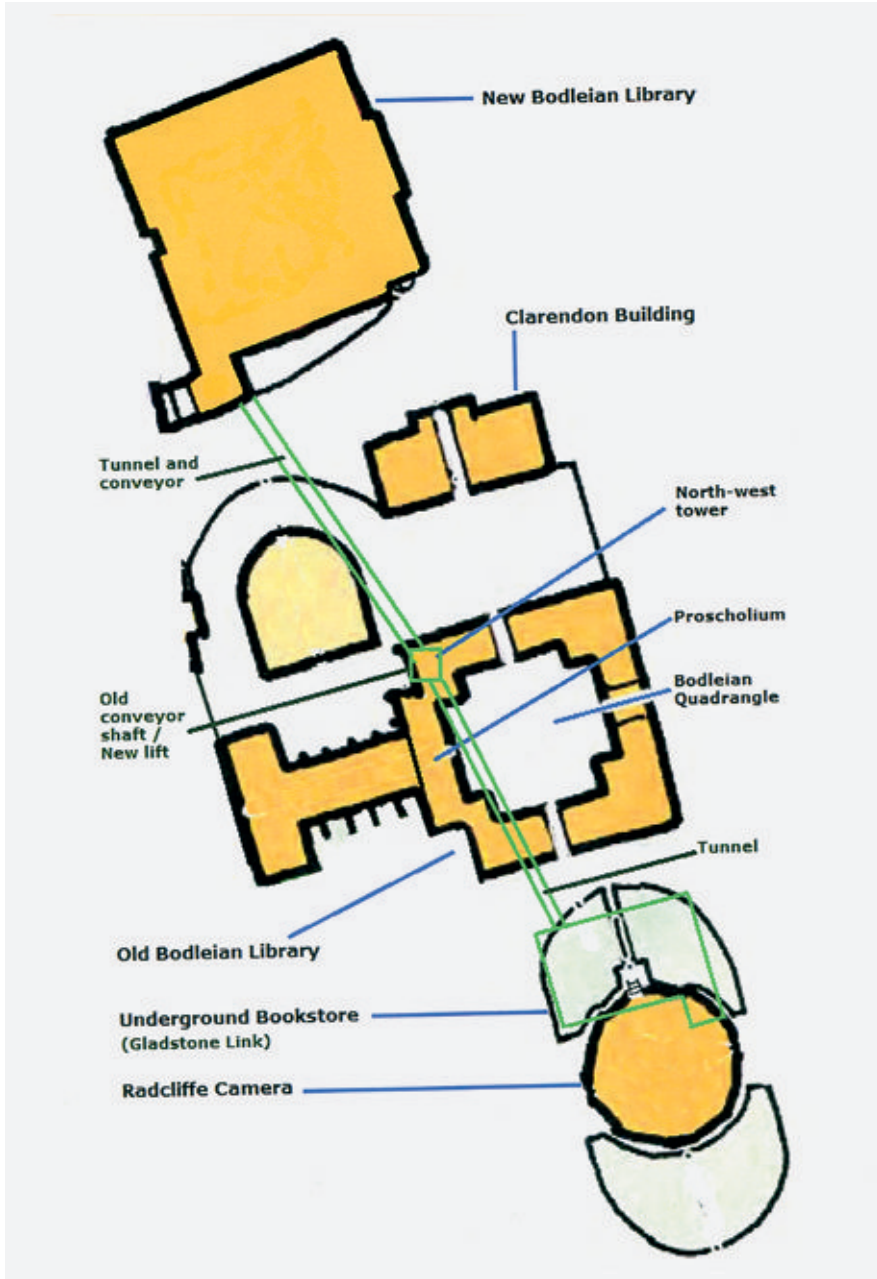 New Bodleian Library
Clarendon Building
Tunnel and
conveyor
North-west
tower
Proscholium
Bodleian
Quadrangle
Old
conveyor
shaft /
New lift
Tunnel
Old Bodleian Library
Underground Bookstore
(Gladstone Link)
Radcliffe Camera